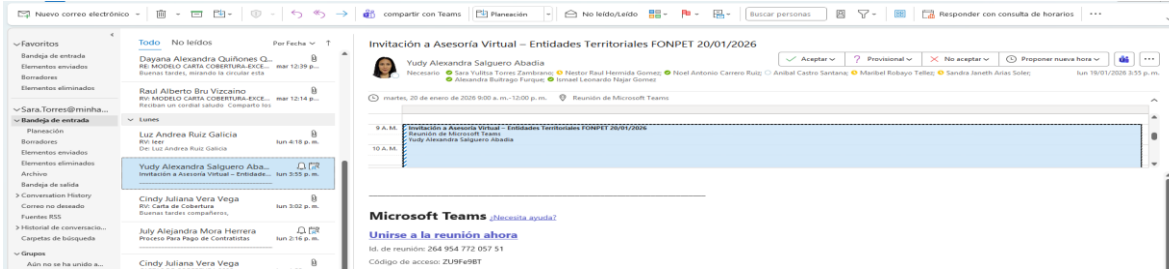 Nuevo correo electrónico
compartir con Teams
Planeación
No leído/Leído
Buscar personas
Responder con consulta de horarios
Favoritos
Bandeja de entrada
Elementos enviados
Borradores
Elementos eliminados
Sara.Torres@minha...
Bandeja de entrada
Planeación
Borradores
Elementos enviados
Elementos eliminados
Archivo
Bandeja de salida
Conversation History
Correo no deseado
Fuentes RSS
Historial de conversacio...
Carpetas de búsqueda
Grupos
Aún no se ha unido a...
Todo No leídos Por Fecha
Dayana Alexandra Quiñones Q...
RE: MODELO CARTA COBERTURA-EXCE... mar 12:39 p...
Buenas tardes, mirando la circular esta
Raul Alberto Bru Vizcaino
RV: MODELO CARTA COBERTURA-EXCE... mar 12:14 p...
Reciban un cordial saludo Comparto los
Lunes
Luz Andrea Ruiz Galicia
RV: leer lun 4:18 p. m.
De: Luz Andrea Ruiz Galicia
Yudy Alexandra Salguero Aba...
Invitación a Asesoría Virtual – Entidade... lun 3:55 p. m.
Cindy Juliana Vera Vega
RV: Carta de Cobertura lun 3:02 p. m.
Buenas tardes compañeros,
July Alejandra Mora Herrera
Proceso Para Pago de Contratistas lun 2:16 p. m.
Cindy Juliana Vera Vega
Invitación a Asesoría Virtual – Entidades Territoriales FONPET 20/01/2026
Yudy Alexandra Salguero Abadia
Necesario Sara Yulitsa Torres Zambrano; Nestor Raul Hermida Gomez; Noel Antonio Carrero Ruiz; Anibal Castro Santana; Maribel Robayo Tellez; Sandra Janeth Arias Soler;
Alexandra Buitrago Furque; Ismael Leonardo Najar Gomez
Aceptar Provisional No aceptar Proponer nueva hora
lun 19/01/2026 3:55 p.m.
martes, 20 de enero de 2026 9:00 a. m.-12:00 p. m. Reunión de Microsoft Teams
9 A. M.
Invitación a Asesoría Virtual – Entidades Territoriales FONPET 20/01/2026
Reunión de Microsoft Teams
Yudy Alexandra Salguero Abadia
10 A. M.
Microsoft Teams ¿Necesita ayuda?
Unirse a la reunión ahora
Id. de reunión: 264 954 772 057 51
Código de acceso: ZU9Fe9BT